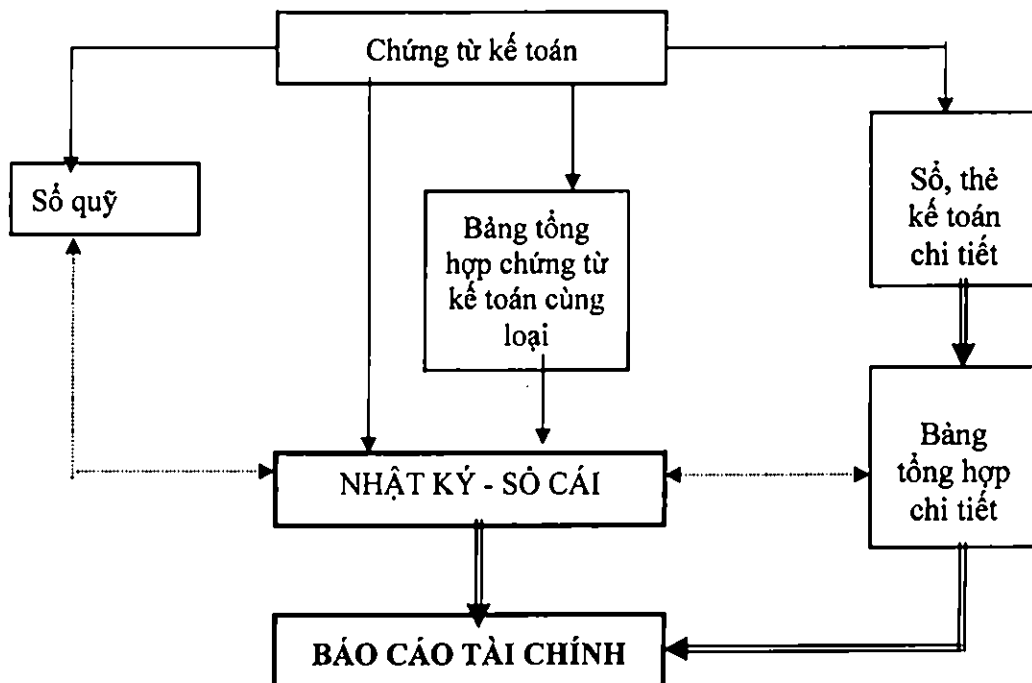 Chứng từ kế toán
Sổ quỹ
Bảng tổng
hợp chứng từ
kế toán cùng
loại
Sổ, thẻ
kế toán
chi tiết
NHẬT KÝ - SỔ CÁI
Bảng
tổng hợp
chi tiết
BÁO CÁO TÀI CHÍNH